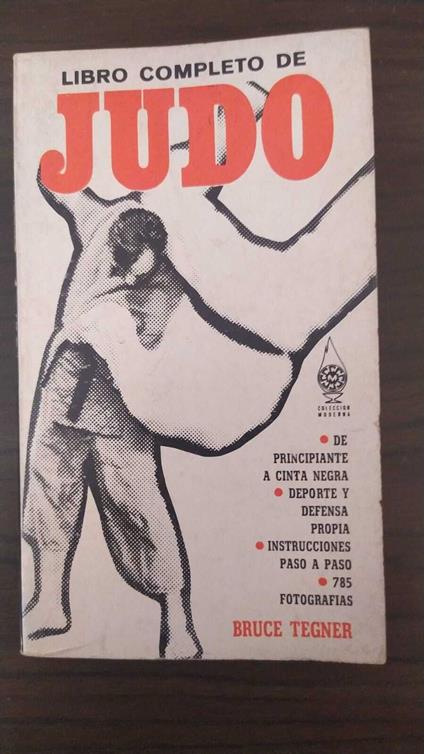 LIBRO COMPLETO DE
JUDO
COLECCION
MODERNA
• DE
PRINCIPIANTE
A CINTA NEGRA
• DEPORTE Y
DEFENSA
PROPIA
• INSTRUCCIONES
PASO A PASO
• 785
FOTOGRAFIAS
BRUCE TEGNER